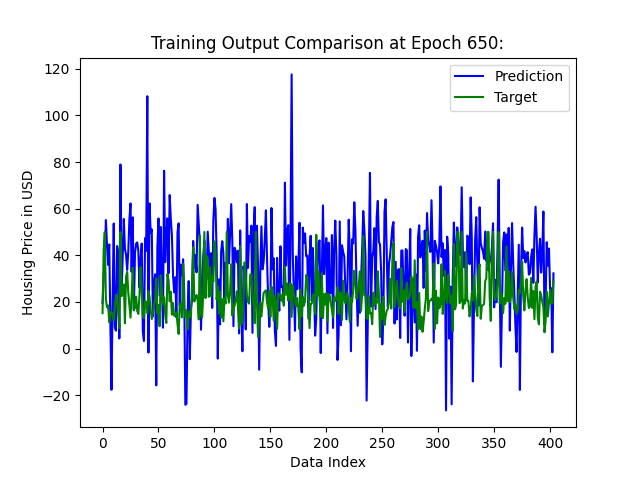 Training Output Comparison at Epoch 650:
Prediction
Target
Housing Price in USD
120
100
80
60
40
20
0
−20
0 50 100 150 200 250 300 350 400
Data Index